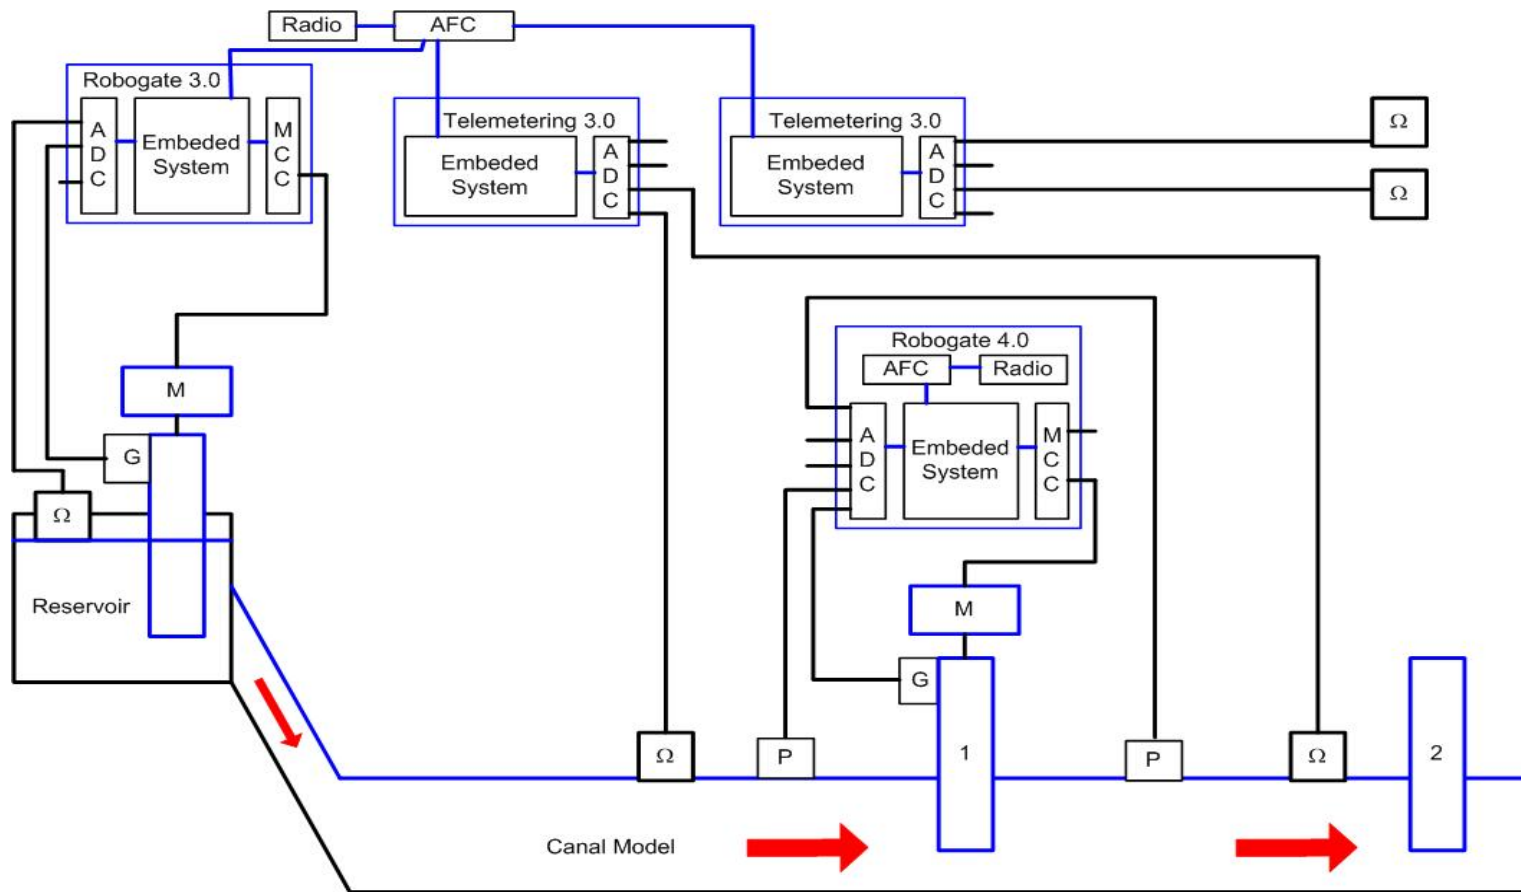 Radio
AFC
Robogate 3.0
A
D
C
Embeded
System
M
C
C
Telemetering 3.0
Embeded
System
A
D
C
Telemetering 3.0
Embeded
System
A
D
C
Ω
Ω
M
G
Ω
Reservoir
Robogate 4.0
AFC
Radio
A
D
C
Embeded
System
M
C
C
M
G
Ω
P
1
P
Ω
2
Canal Model